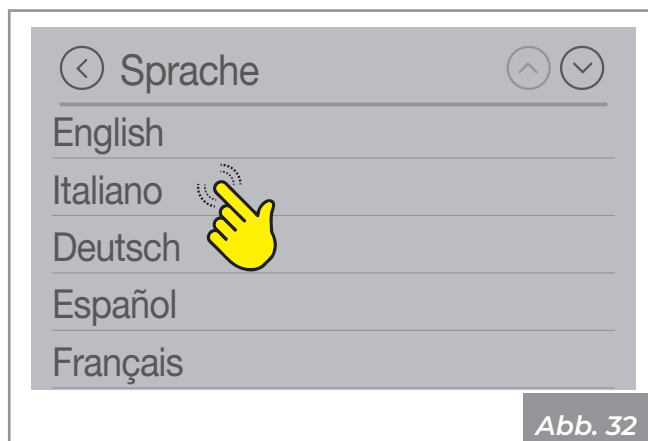 Sprache
English
Italiano
Deutsch
Español
Français
Abb. 32